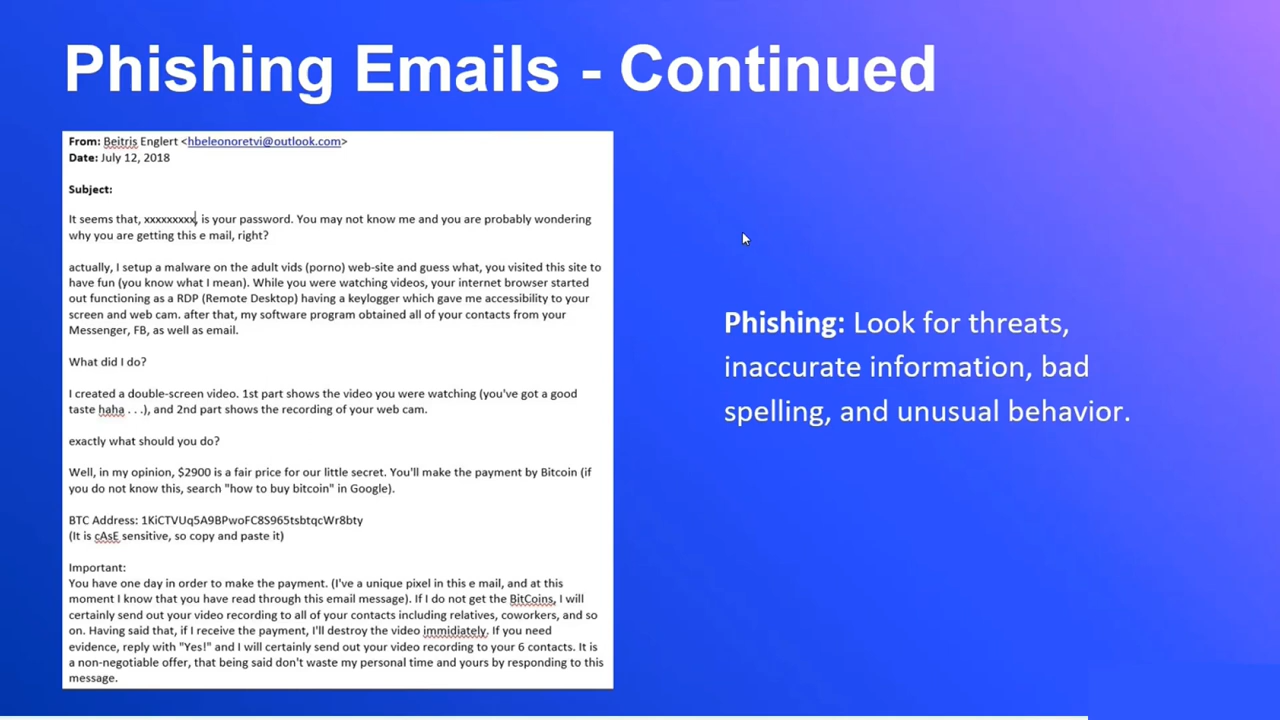 Phishing Emails - Continued
From: Beitris Englert <hbeleonoretvi@outlook.com>
Date: July 12, 2018
Subject:
It seems that, xxxxxxxxx, is your password. You may not know me and you are probably wondering
why you are getting this e mail, right?
actually, I setup a malware on the adult vids (porno) web-site and guess what, you visited this site to
have fun (you know what I mean). While you were watching videos, your internet browser started
out functioning as a RDP (Remote Desktop) having a keylogger which gave me accessibility to your
screen and web cam. after that, my software program obtained all of your contacts from your
Messenger, FB, as well as email.
What did I do?
I created a double-screen video. 1st part shows the video you were watching (you've got a good
taste haha . . .), and 2nd part shows the recording of your web cam.
exactly what should you do?
Well, in my opinion, $2900 is a fair price for our little secret. You'll make the payment by Bitcoin (if
you do not know this, search "how to buy bitcoin" in Google).
BTC Address: 1KiCTVUq5A9BPwoFC8S965tsbtqcWr8bty
(It is cAsE sensitive, so copy and paste it)
Important:
You have one day in order to make the payment. (I've a unique pixel in this e mail, and at this
moment I know that you have read through this email message). If I do not get the BitCoins, I will
certainly send out your video recording to all of your contacts including relatives, coworkers, and so
on. Having said that, if I receive the payment, I'll destroy the video immidiately. If you need
evidence, reply with "Yes!" and I will certainly send out your video recording to your 6 contacts. It is
a non-negotiable offer, that being said don't waste my personal time and yours by responding to this
message.
Phishing: Look for threats,
inaccurate information, bad
spelling, and unusual behavior.